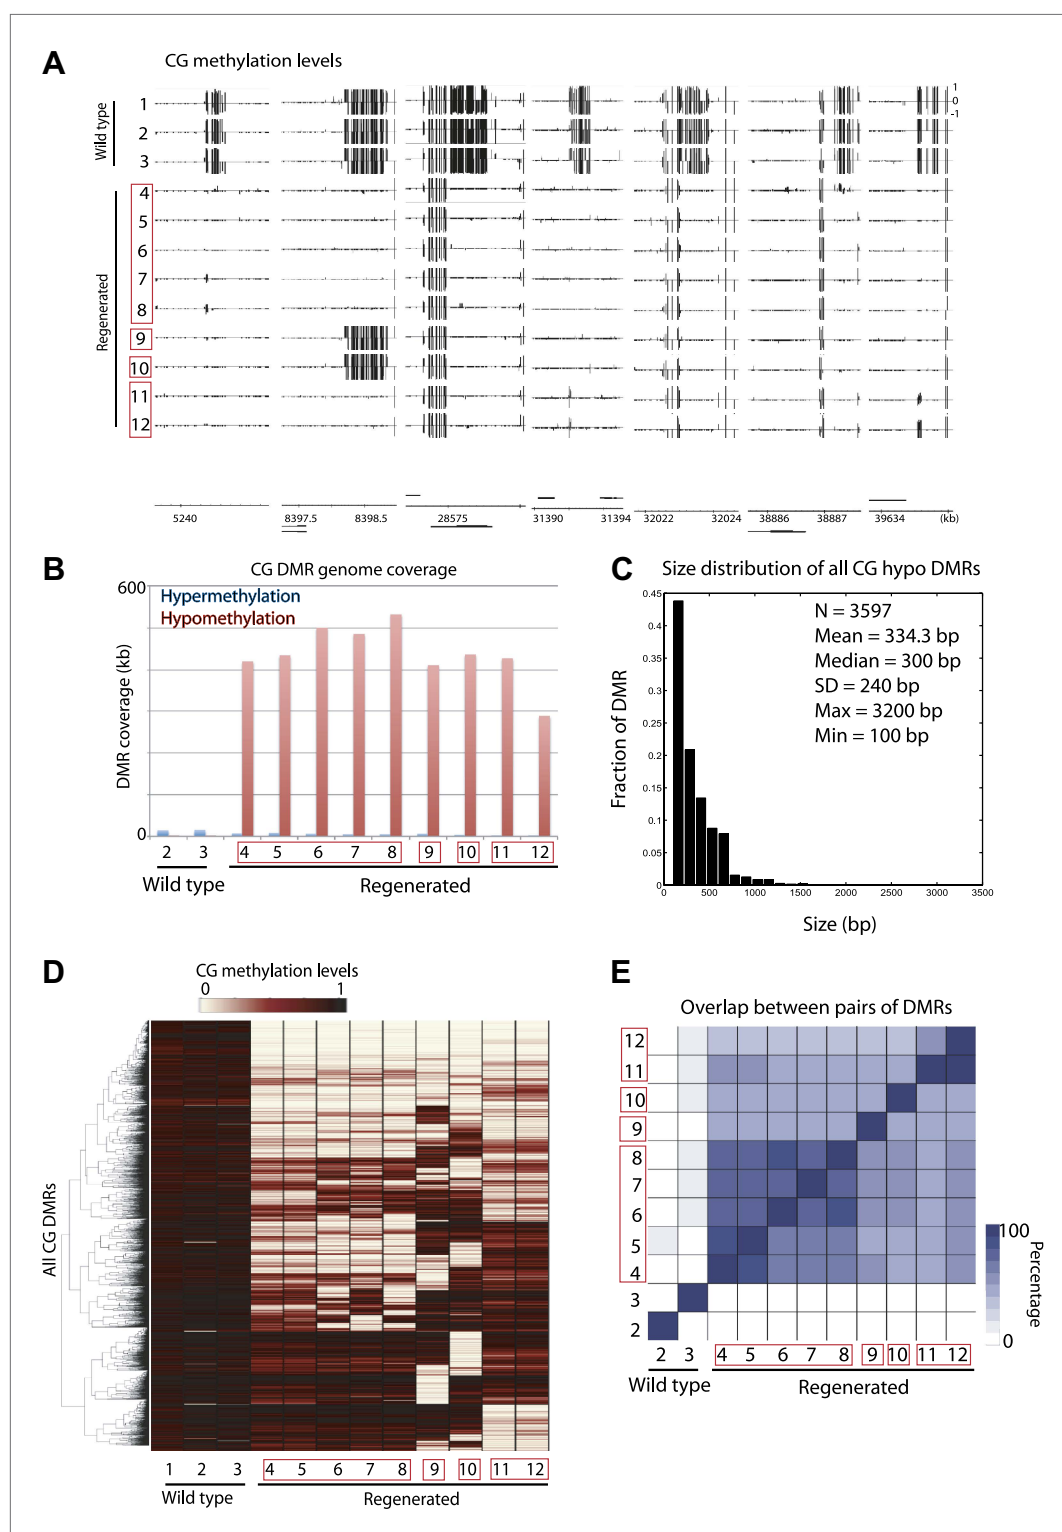 A
CG methylation levels
Wild type
1
2
3
1
0
-1
Regenerated
4
5
6
7
8
9
10
11
12
5240
8397.5 8398.5
28575
31390 31394
32022 32024
38886 38887
39634
(kb)
B
CG DMR genome coverage
600
Hypermethylation
Hypomethylation
DMR coverage (kb)
0
2 3 4 5 6 7 8 9 10 11 12
Wild type Regenerated
C
Size distribution of all CG hypo DMRs
N = 3597
Mean = 334.3 bp
Median = 300 bp
SD = 240 bp
Max = 3200 bp
Min = 100 bp
Fraction of DMR
0.45
0.4
0.35
0.3
0.25
0.2
0.15
0.1
0.05
0
0 500 1000 1500 2000 2500 3000 3500
Size (bp)
D
CG methylation levels
0 1
All CG DMRs
1 2 3 4 5 6 7 8 9 10 11 12
Wild type Regenerated
E
Overlap between pairs of DMRs
12
11
10
9
8
7
6
5
4
3
2
100
0
Percentage
2 3 4 5 6 7 8 9 10 11 12
Wild type Regenerated